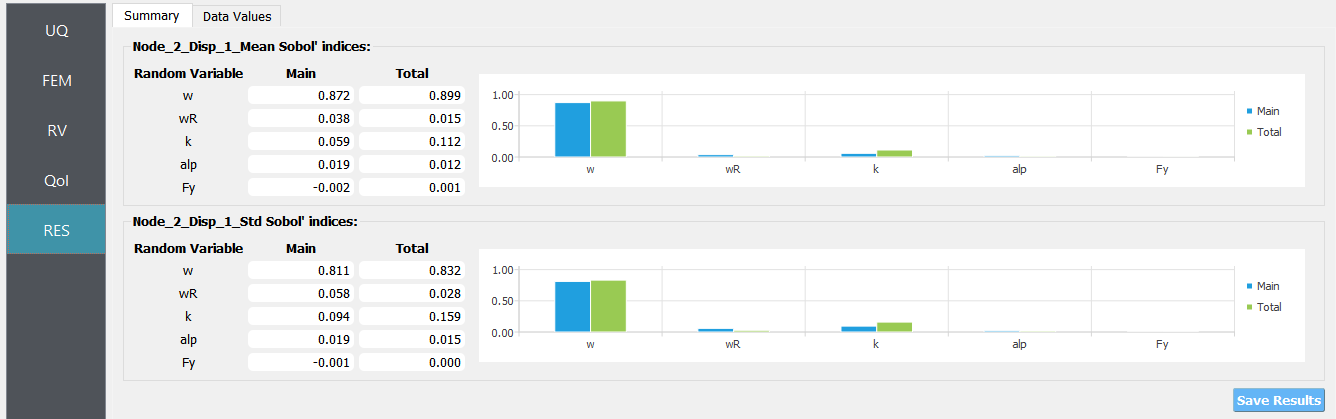 UQ
FEM
RV
QoI
RES
Summary Data Values
Node_2_Disp_1_Mean Sobol' indices:
Random Variable Main Total
w 0.872 0.899
wR 0.038 0.015
k 0.059 0.112
alp 0.019 0.012
Fy -0.002 0.001
1.00
0.50
0.00
w wR k alp Fy
Main
Total
Node_2_Disp_1_Std Sobol' indices:
Random Variable Main Total
w 0.811 0.832
wR 0.058 0.028
k 0.094 0.159
alp 0.019 0.015
Fy -0.001 0.000
1.00
0.50
0.00
w wR k alp Fy
Main
Total
Save Results